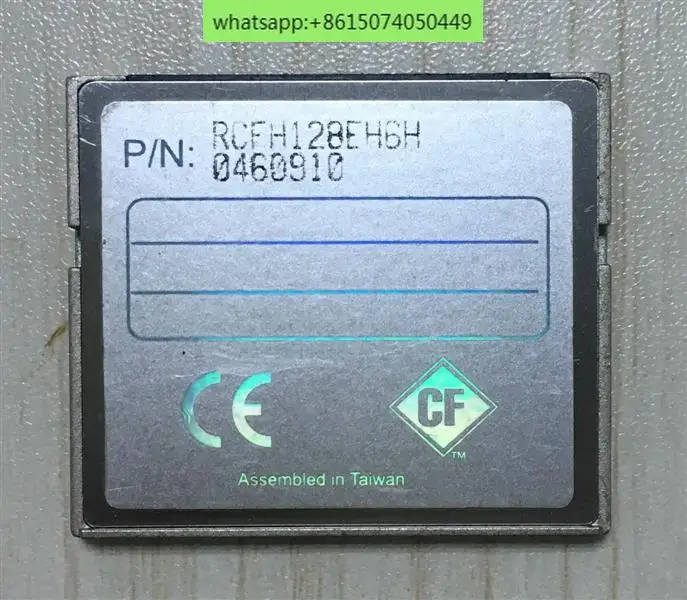 whatsapp:+8615074050449
P/N: RCFH128EH6H
0460910
CE
CF
TM
Assembled in Taiwan